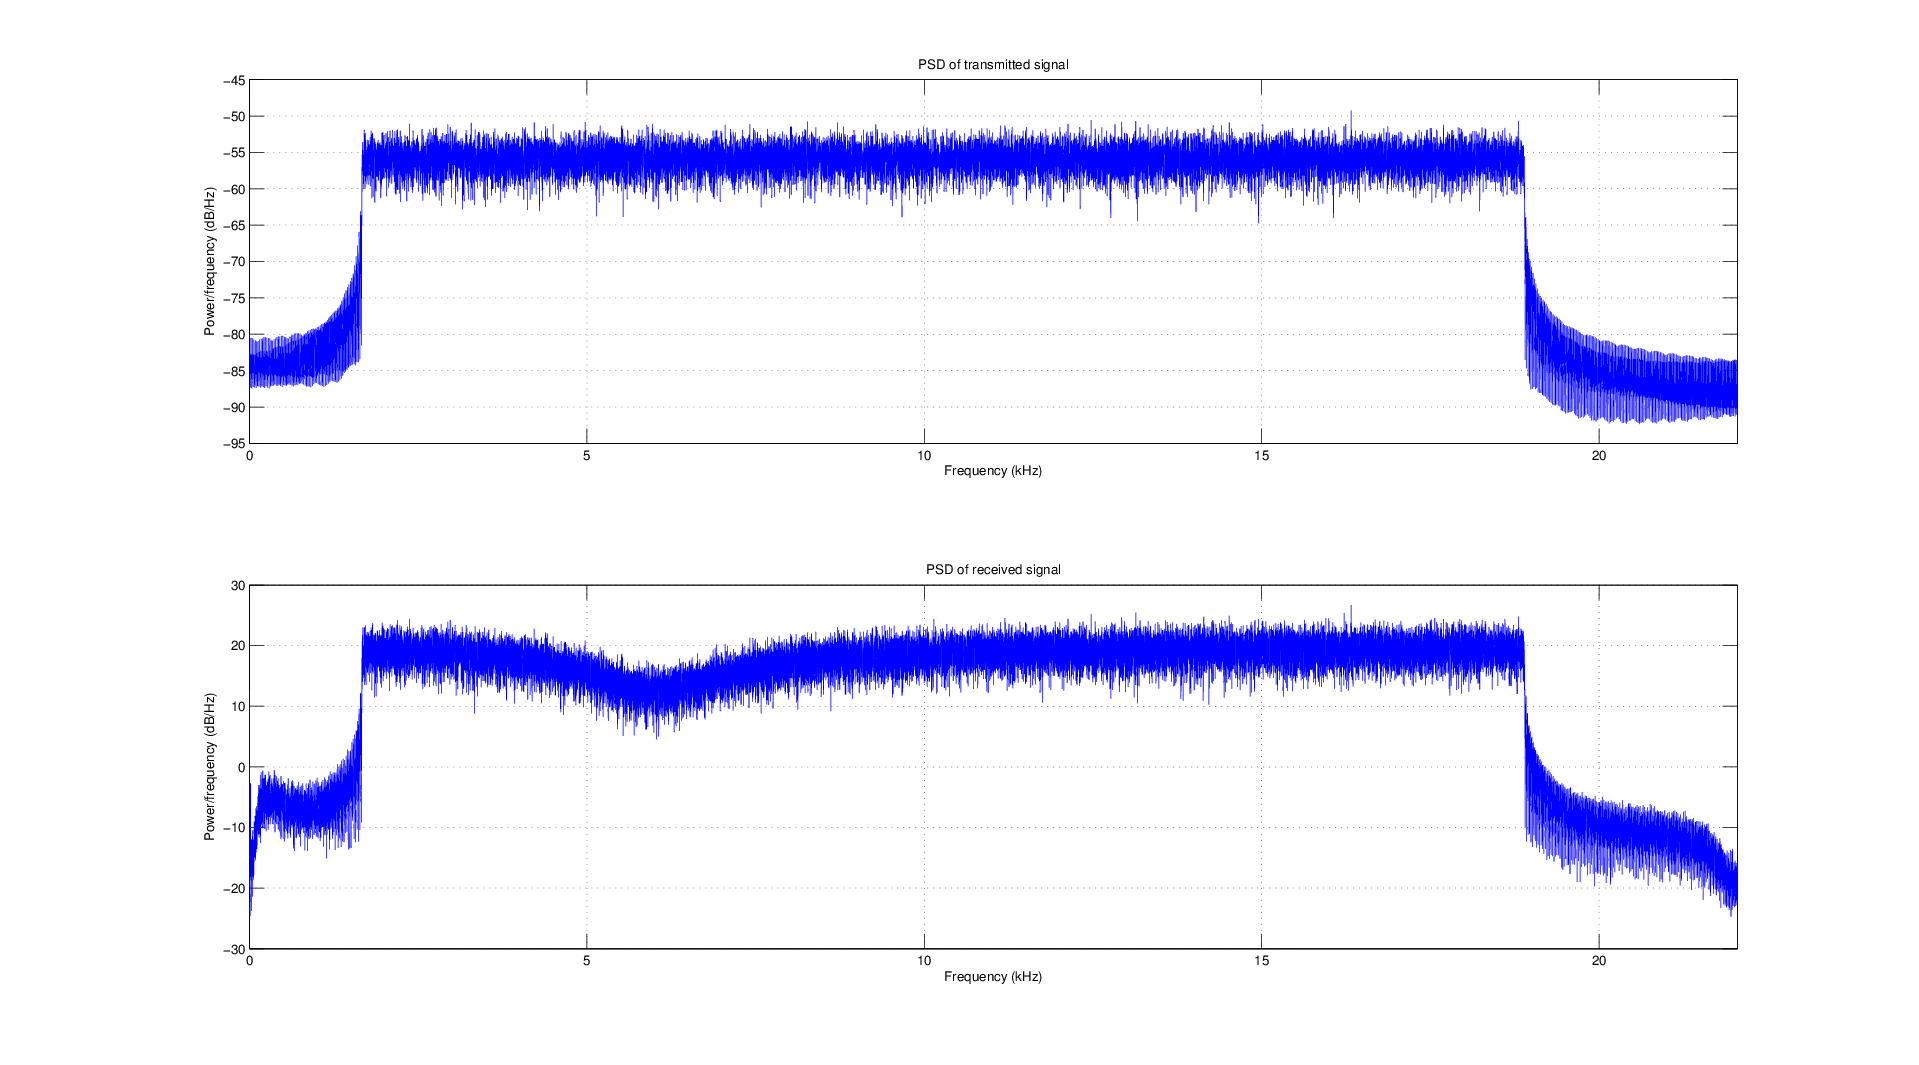 PSD of transmitted signal
Power/frequency (dB/Hz)
−45
−50
−55
−60
−65
−70
−75
−80
−85
−90
−95
0 5 10 15 20
Frequency (kHz)
PSD of received signal
Power/frequency (dB/Hz)
30
20
10
0
−10
−20
−30
0 5 10 15 20
Frequency (kHz)